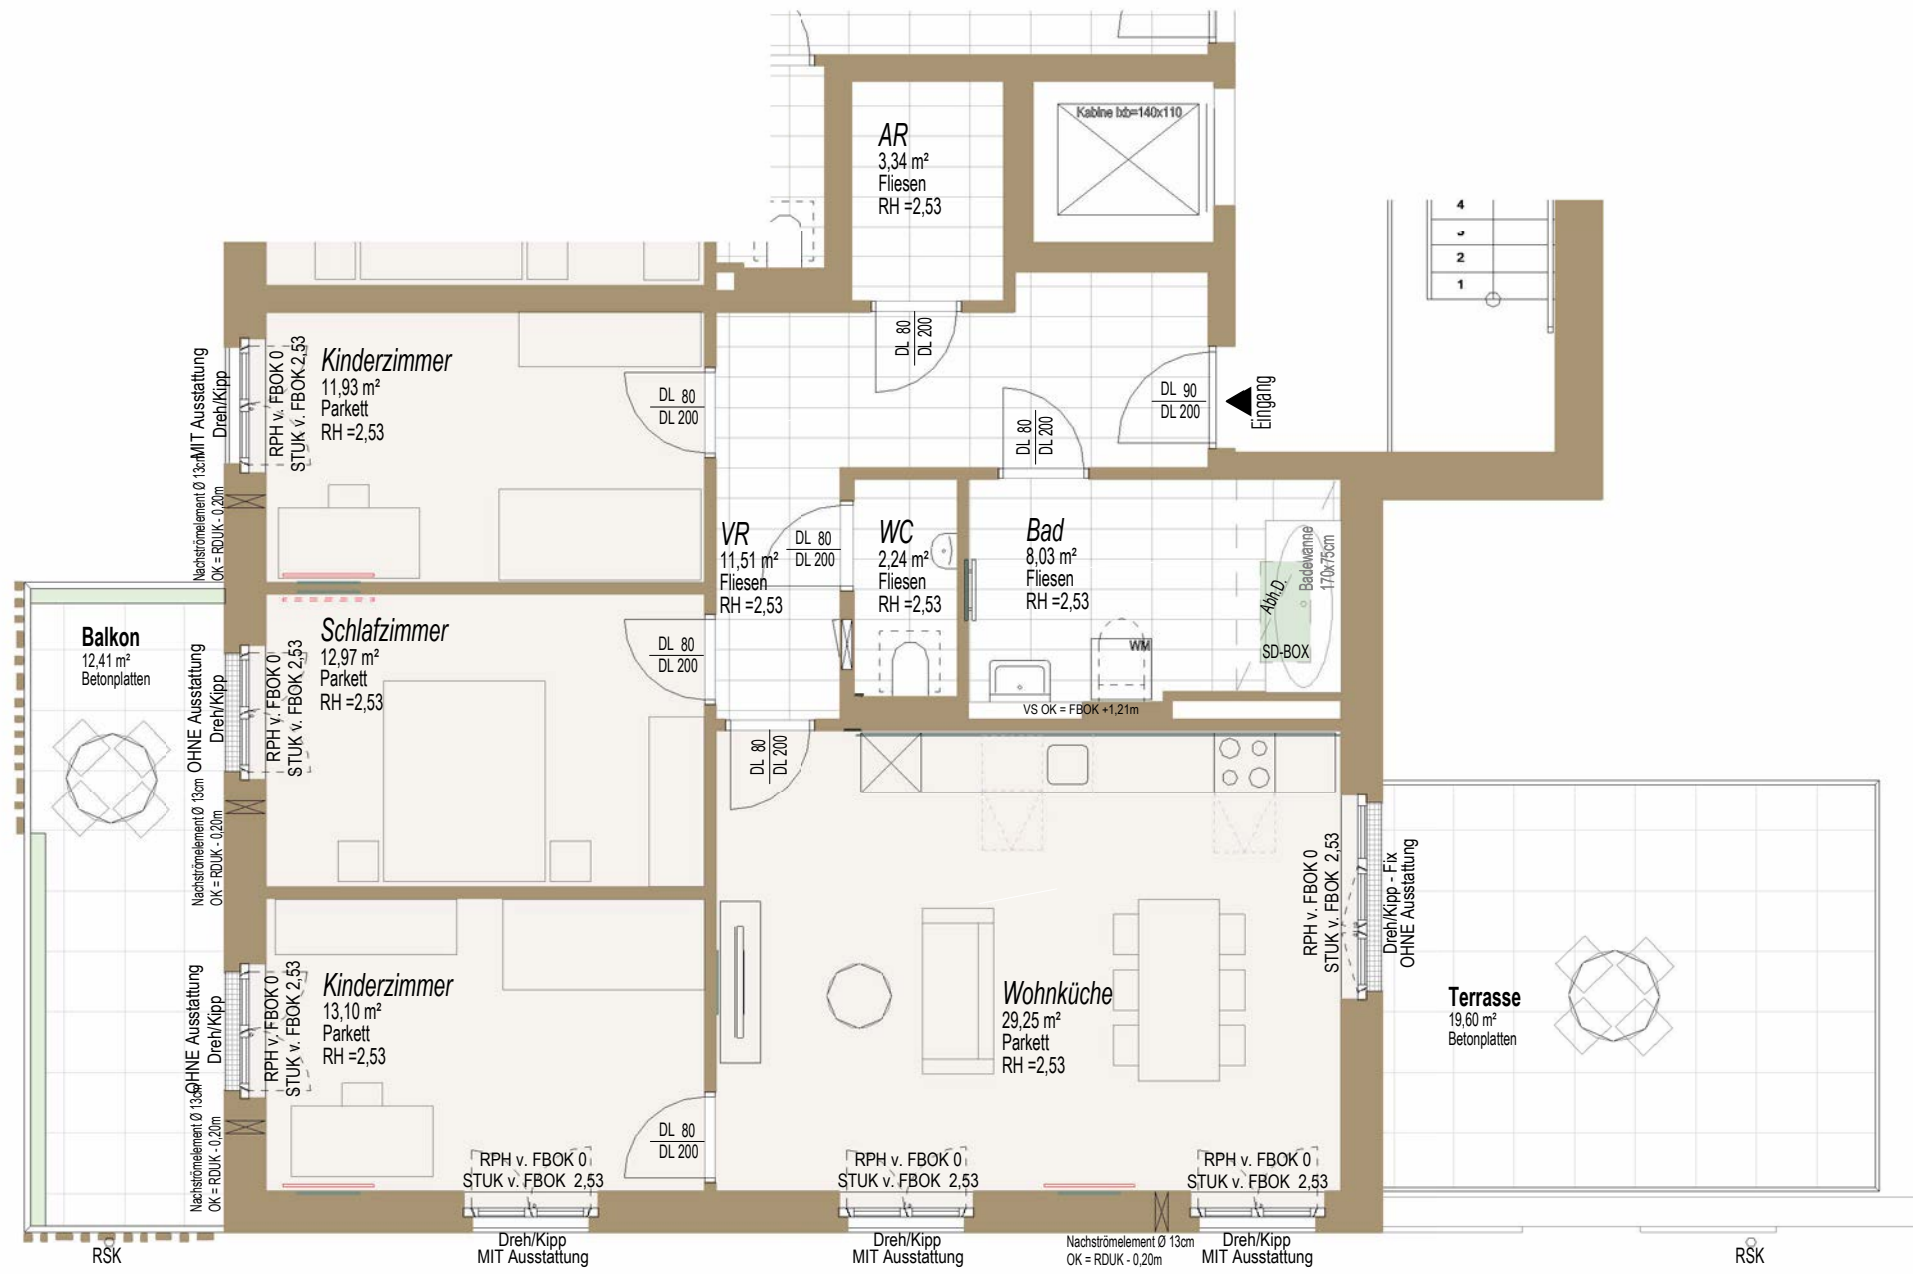 Kabine lxb=140x110
AR
3,34 m²
Fliesen
RH =2,53
4
3
2
1
Kinderzimmer
11,93 m²
Parkett
RH =2,53
RPH v. FBOK 0
STUK v. FBOK 2,53
MIT Ausstattung
Dreh/Kipp
Nachströmelement Ø 13cm
OK = RDUK - 0,20m
DL 80
DL 200
DL 80
DL 200
DL 80
DL 200
DL 90
DL 200
Eingang
VR
11,51 m²
Fliesen
RH =2,53
DL 80
DL 200
WC
2,24 m²
Fliesen
RH =2,53
Bad
8,03 m²
Fliesen
RH =2,53
Badewanne
170x75cm
Abh.D.
SD-BOX
WM
VS OK = FBOK +1,21m
Balkon
12,41 m²
Betonplatten
Schlafzimmer
12,97 m²
Parkett
RH =2,53
RPH v. FBOK 0
STUK v. FBOK 2,53
OHNE Ausstattung
Dreh/Kipp
Nachströmelement Ø 13cm
OK = RDUK - 0,20m
DL 80
DL 200
DL 80
DL 200
Kinderzimmer
13,10 m²
Parkett
RH =2,53
RPH v. FBOK 0
STUK v. FBOK 2,53
OHNE Ausstattung
Dreh/Kipp
Nachströmelement Ø 13cm
OK = RDUK - 0,20m
DL 80
DL 200
Wohnküche
29,25 m²
Parkett
RH =2,53
RPH v. FBOK 0
STUK v. FBOK 2,53
Dreh/Kipp - Fix
OHNE Ausstattung
Terrasse
19,60 m²
Betonplatten
RPH v. FBOK 0
STUK v. FBOK 2,53
RPH v. FBOK 0
STUK v. FBOK 2,53
RPH v. FBOK 0
STUK v. FBOK 2,53
RSK
Dreh/Kipp
MIT Ausstattung
Dreh/Kipp
MIT Ausstattung
Nachströmelement Ø 13cm
OK = RDUK - 0,20m
Dreh/Kipp
MIT Ausstattung
RSK